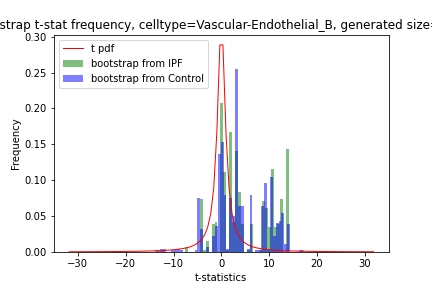 strap t-stat frequency, celltype=Vascular-Endothelial_B, generated size=
t pdf
bootstrap from IPF
bootstrap from Control
Frequency
0.30
0.25
0.20
0.15
0.10
0.05
0.00
−30 −20 −10 0 10 20 30
t-statistics